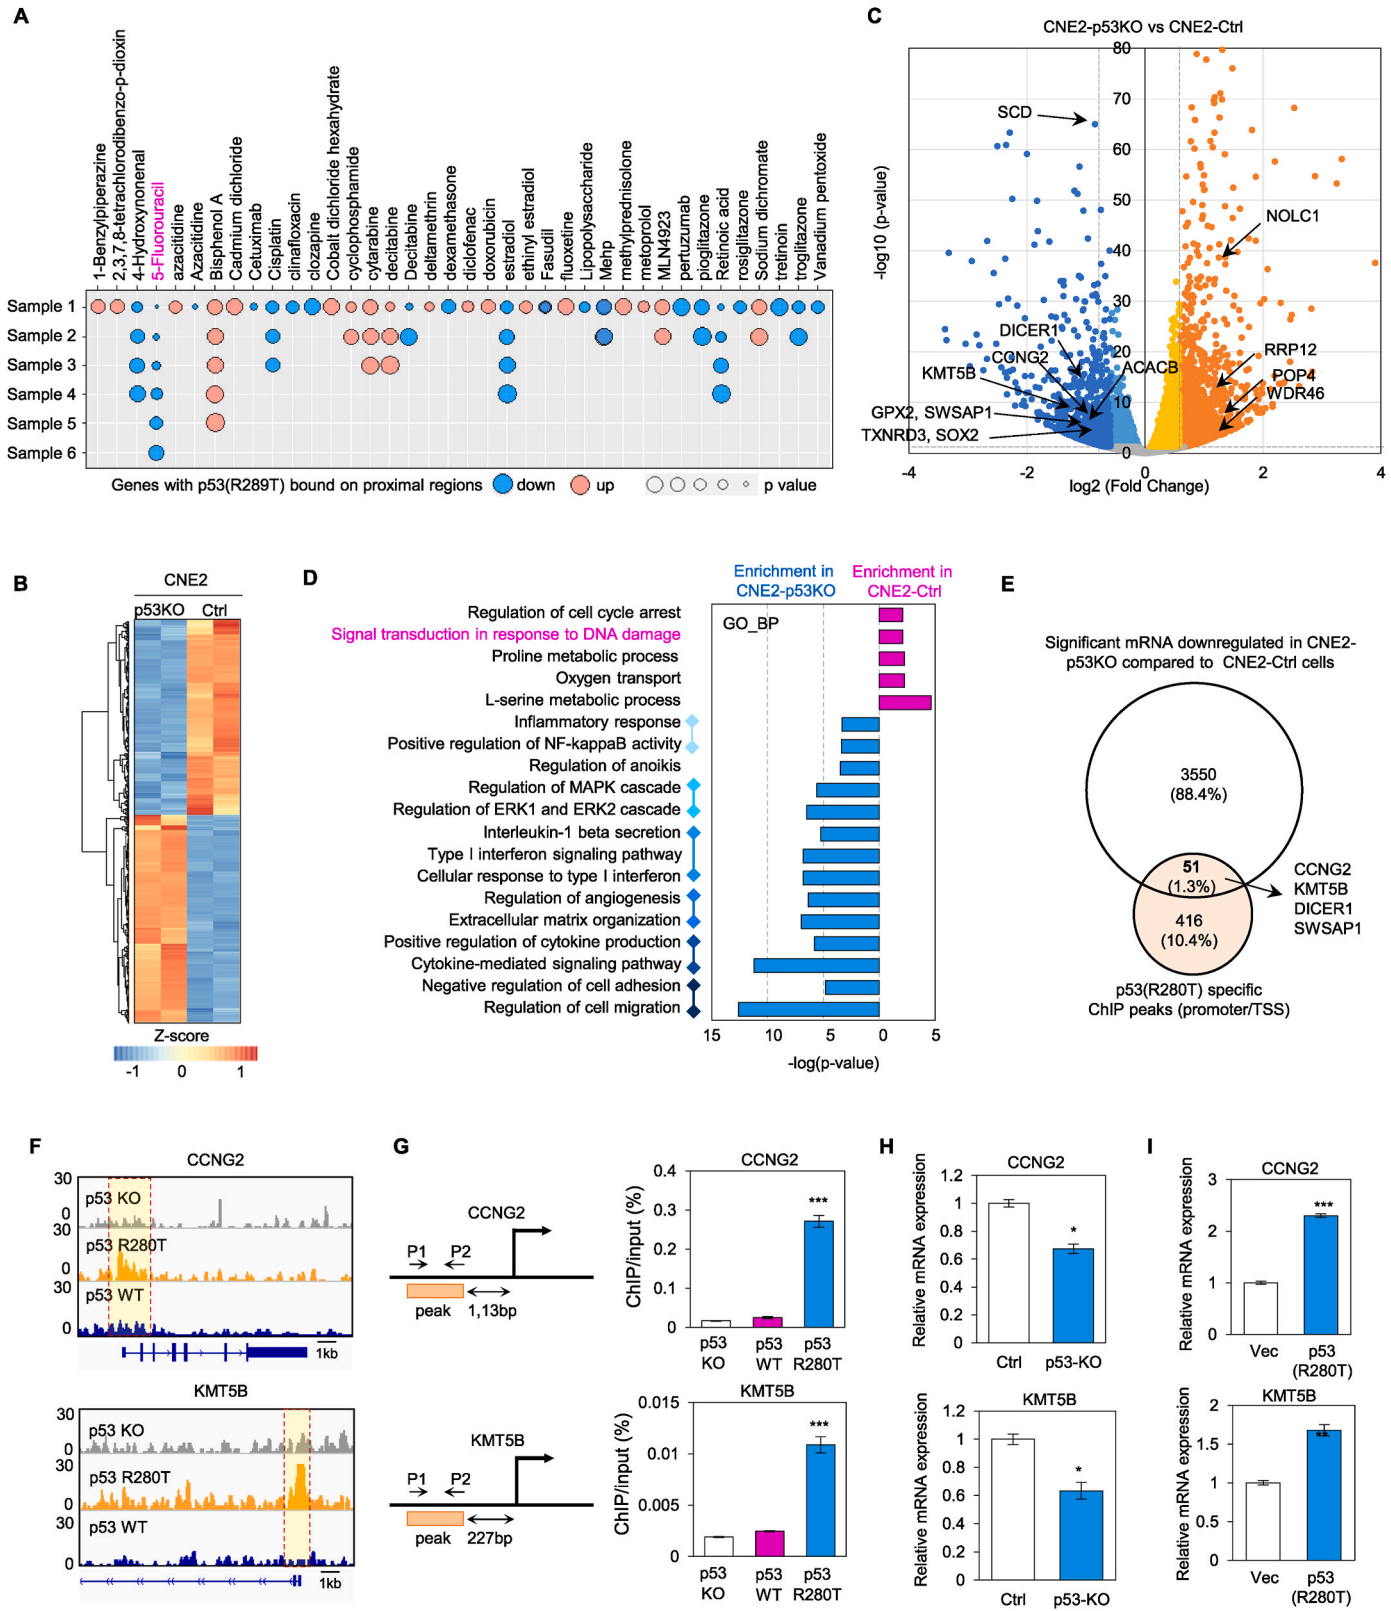 A
1-Benzylpiperazine
2,3,7,8-tetrachlorodibenzo-p-dioxin
4-Hydroxynonenal
5-Fluorouracil
azacitidine
Azacitidine
Bisphenol A
Cadmium dichloride
Cetuximab
Cisplatin
clinafloxacin
clozapine
Cobalt dichloride hexahydrate
cyclophosphamide
cytarabine
decitabine
Decitabine
deltamethrin
dexamethasone
diclofenac
doxorubicin
estradiol
ethinyl estradiol
Fasudil
fluoxetine
Lipopolysaccharide
Mehp
methylprednisolone
metoprolol
MLN4923
pertuzumab
pioglitazone
Retinoic acid
rosiglitazone
Sodium dichromate
tretinoin
troglitazone
Vanadium pentoxide
Sample 1
Sample 2
Sample 3
Sample 4
Sample 5
Sample 6
Genes with p53(R289T) bound on proximal regions down up p value
C
CNE2-p53KO vs CNE2-Ctrl
-log10 (p-value)
80
70
60
50
40
30
20
10
0
SCD
NOLC1
DICER1
CCNG2
ACACB
KMT5B
RRP12
POP4
WDR46
GPX2, SWSAP1
TXNRD3, SOX2
-4 -2 0 2 4
log2 (Fold Change)
B
CNE2
p53KO Ctrl
Z-score
-1 0 1
D
Enrichment in
CNE2-p53KO
Enrichment in
CNE2-Ctrl
GO_BP
Regulation of cell cycle arrest
Signal transduction in response to DNA damage
Proline metabolic process
Oxygen transport
L-serine metabolic process
Inflammatory response
Positive regulation of NF-kappaB activity
Regulation of anoikis
Regulation of MAPK cascade
Regulation of ERK1 and ERK2 cascade
Interleukin-1 beta secretion
Type I interferon signaling pathway
Cellular response to type I interferon
Regulation of angiogenesis
Extracellular matrix organization
Positive regulation of cytokine production
Cytokine-mediated signaling pathway
Negative regulation of cell adhesion
Regulation of cell migration
15 10 5 0 5
-log(p-value)
E
Significant mRNA downregulated in CNE2-
p53KO compared to CNE2-Ctrl cells
3550
(88.4%)
51
(1.3%)
416
(10.4%)
CCNG2
KMT5B
DICER1
SWSAP1
p53(R280T) specific
ChIP peaks (promoter/TSS)
F
CCNG2
30
p53 KO
0
30
p53 R280T
0
30
p53 WT
0
1kb
KMT5B
30
p53 KO
0
30
p53 R280T
0
30
p53 WT
0
1kb
G
CCNG2
P1 P2
peak 1,13bp
CCNG2
ChIP/input (%)
0.4
0.3
0.2
0.1
0
***
p53 p53 p53
KO WT R280T
KMT5B
P1 P2
peak 227bp
KMT5B
ChIP/input (%)
0.015
0.01
0.005
0
***
p53 p53 p53
KO WT R280T
H
CCNG2
Relative mRNA expression
1.2
1
0.8
0.6
0.4
0.2
0
*
Ctrl p53-KO
KMT5B
Relative mRNA expression
1.2
1
0.8
0.6
0.4
0.2
0
*
Ctrl p53-KO
I
CCNG2
Relative mRNA expression
3
2
1
0
***
Vec p53
(R280T)
KMT5B
Relative mRNA expression
2
1.5
1
0.5
0
**
Vec p53
(R280T)